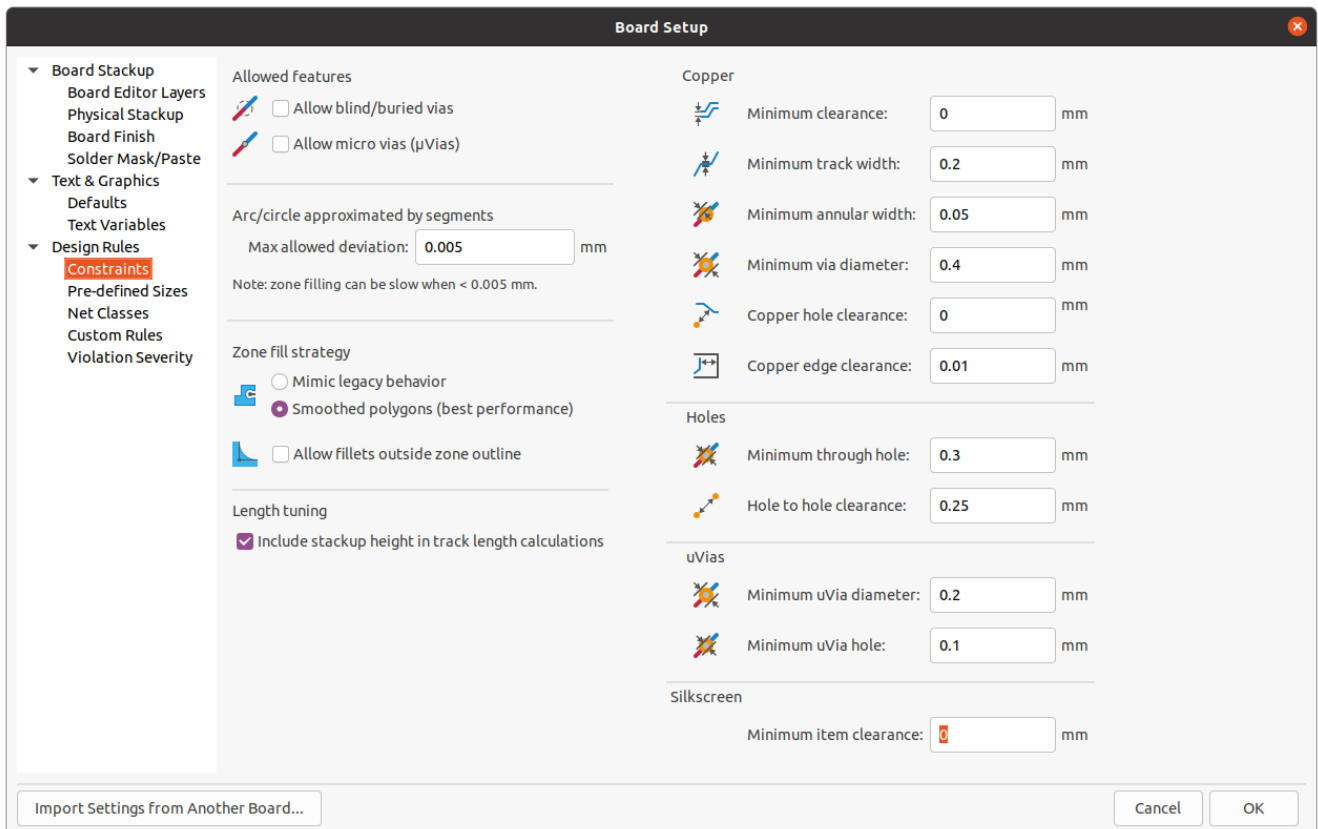 Board Setup
Board Stackup
Board Editor Layers
Physical Stackup
Board Finish
Solder Mask/Paste
Text & Graphics
Defaults
Text Variables
Design Rules
Constraints
Pre-defined Sizes
Net Classes
Custom Rules
Violation Severity
Allowed features
Allow blind/buried vias
Allow micro vias (µVias)
Arc/circle approximated by segments
Max allowed deviation: 0.005 mm
Note: zone filling can be slow when < 0.005 mm.
Zone fill strategy
Mimic legacy behavior
Smoothed polygons (best performance)
Allow fillets outside zone outline
Length tuning
Include stackup height in track length calculations
Copper
Minimum clearance: 0 mm
Minimum track width: 0.2 mm
Minimum annular width: 0.05 mm
Minimum via diameter: 0.4 mm
Copper hole clearance: 0 mm
Copper edge clearance: 0.01 mm
Holes
Minimum through hole: 0.3 mm
Hole to hole clearance: 0.25 mm
uVias
Minimum uVia diameter: 0.2 mm
Minimum uVia hole: 0.1 mm
Silkscreen
Minimum item clearance: 0 mm
Import Settings from Another Board...
Cancel
OK